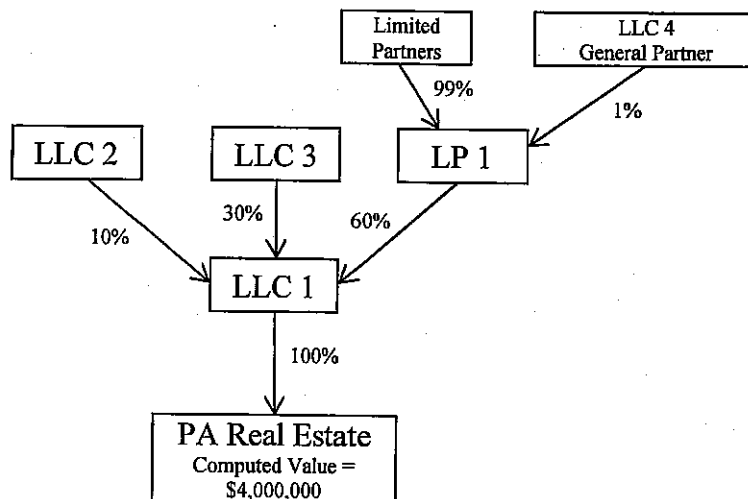 Limited
Partners
LLC 4
General Partner
99%
1%
LLC 2
LLC 3
LP 1
10%
30%
60%
LLC 1
100%
PA Real Estate
Computed Value =
$4,000,000